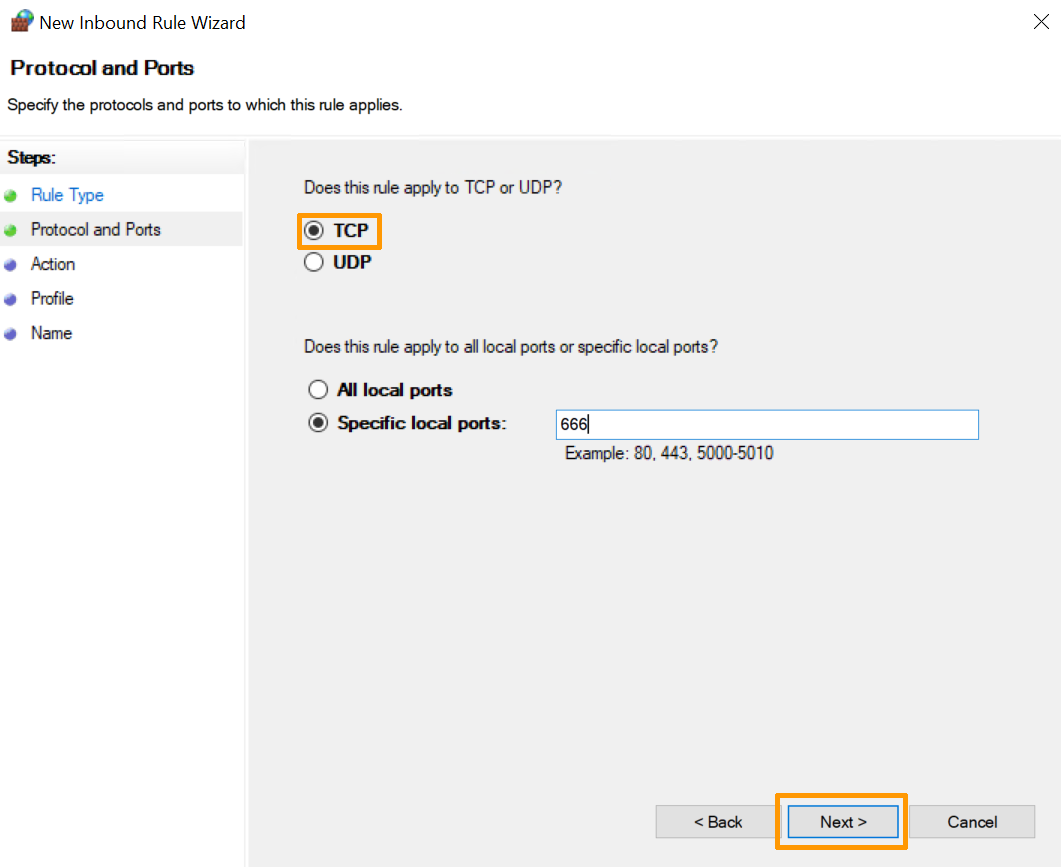 New Inbound Rule Wizard
Protocol and Ports
Specify the protocols and ports to which this rule applies.
Steps:
Rule Type
Protocol and Ports
Action
Profile
Name
Does this rule apply to TCP or UDP?
TCP
UDP
Does this rule apply to all local ports or specific local ports?
All local ports
Specific local ports:
666
Example: 80, 443, 5000-5010
< Back
Next >
Cancel